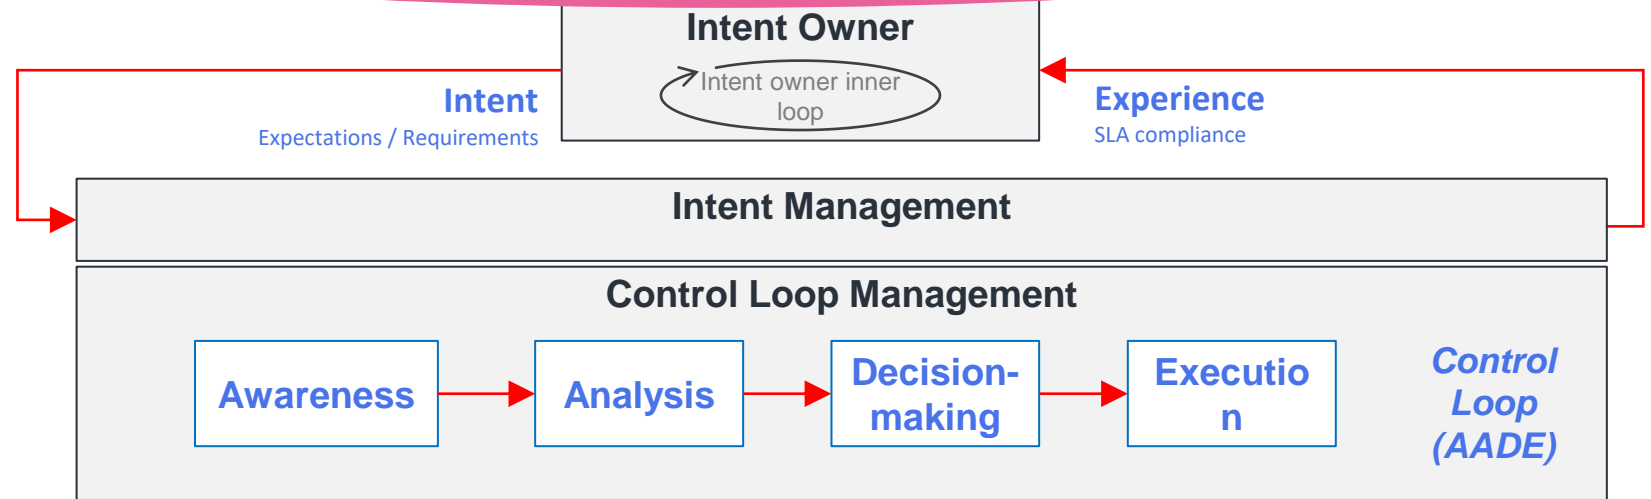 Intent Owner
Intent owner inner
loop
Intent
Expectations / Requirements
Experience
SLA compliance
Intent Management
Control Loop Management
Awareness
Analysis
Decision-
making
Executio
n
Control
Loop
(AADE)